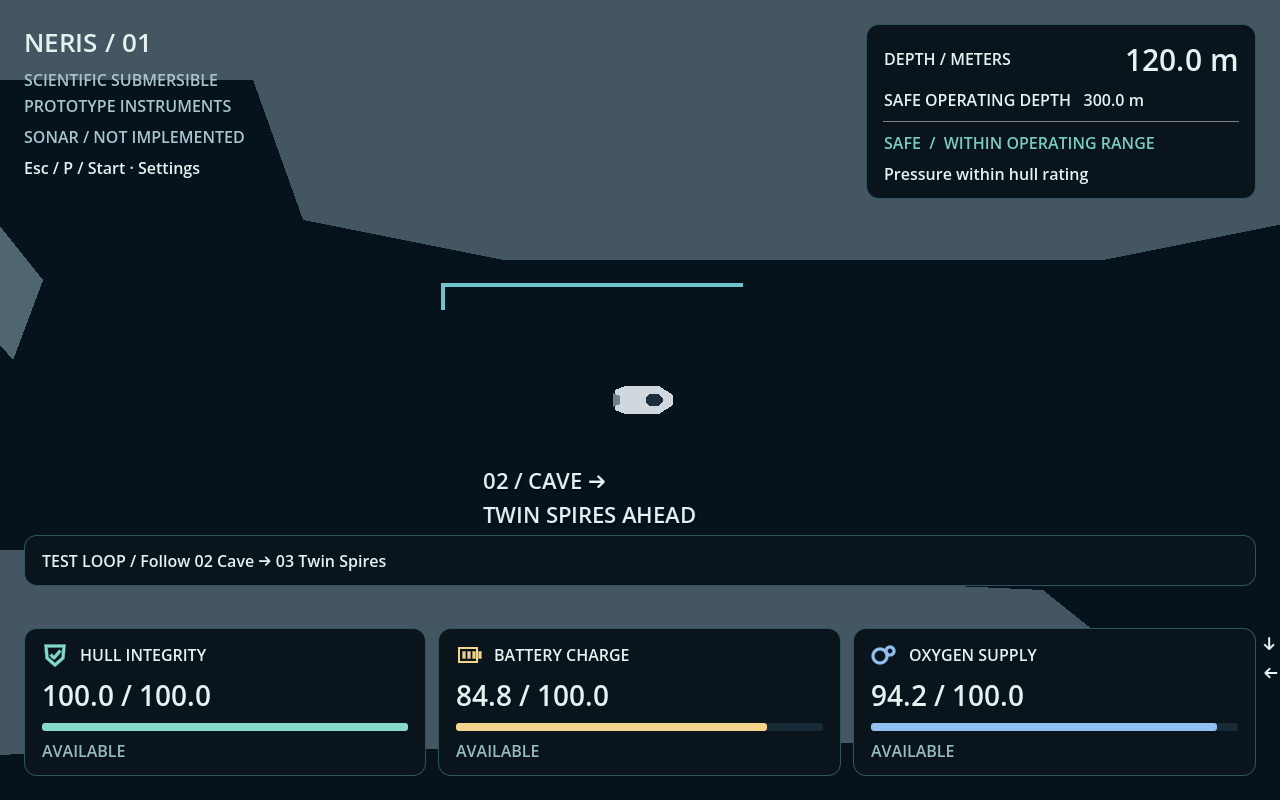 NERIS / 01
SCIENTIFIC SUBMERSIBLE
PROTOTYPE INSTRUMENTS
SONAR / NOT IMPLEMENTED
Esc / P / Start · Settings
DEPTH / METERS 120.0 m
SAFE OPERATING DEPTH 300.0 m
SAFE / WITHIN OPERATING RANGE
Pressure within hull rating
02 / CAVE →
TWIN SPIRES AHEAD
TEST LOOP / Follow 02 Cave → 03 Twin Spires
HULL INTEGRITY
100.0 / 100.0
AVAILABLE
BATTERY CHARGE
84.8 / 100.0
AVAILABLE
OXYGEN SUPPLY
94.2 / 100.0
AVAILABLE
↓
←